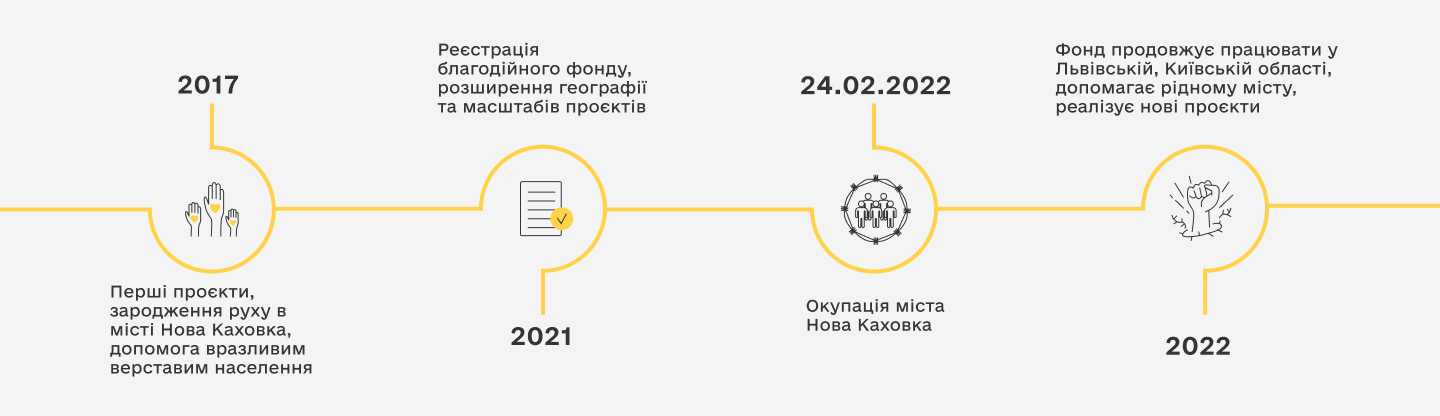 2017
Перші проєкти,
зародження руху в
місті Нова Каховка,
допомога вразливим
верставим населення
Реєстрація
благодійного фонду,
розширення географії
та масштабів проєктів
2021
24.02.2022
Окупація міста
Нова Каховка
Фонд продовжує працювати у
Львівській, Київській області,
допомагає рідному місту,
реалізує нові проєкти
2022